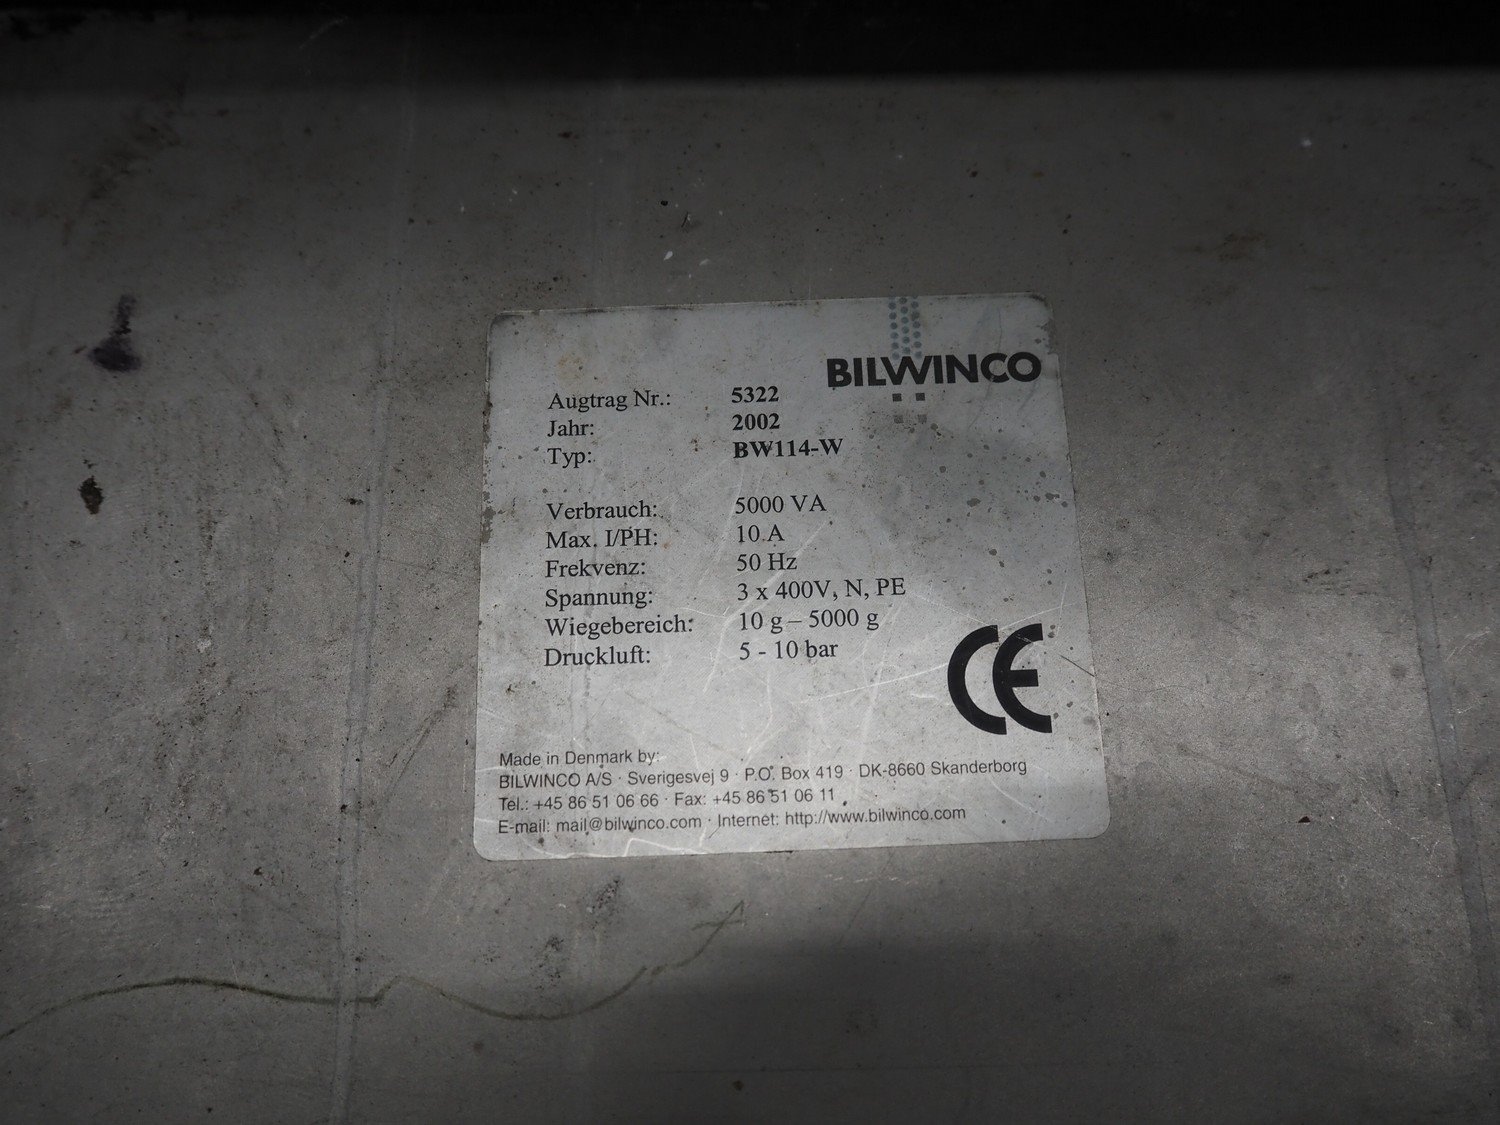 BILWINCO
Augtrag Nr.: 5322
Jahr: 2002
Typ: BW114-W
Verbrauch: 5000 VA
Max. I/PH: 10 A
Frekvenz: 50 Hz
Spannung: 3 x 400V, N, PE
Wiegebereich: 10 g – 5000 g
Druckluft: 5 - 10 bar
CE
Made in Denmark by:
BILWINCO A/S · Sverigesvej 9 · P.O. Box 419 · DK-8660 Skanderborg
Tel.: +45 86 51 06 66 · Fax: +45 86 51 06 11
E-mail: mail@bilwinco.com · Internet: http://www.bilwinco.com